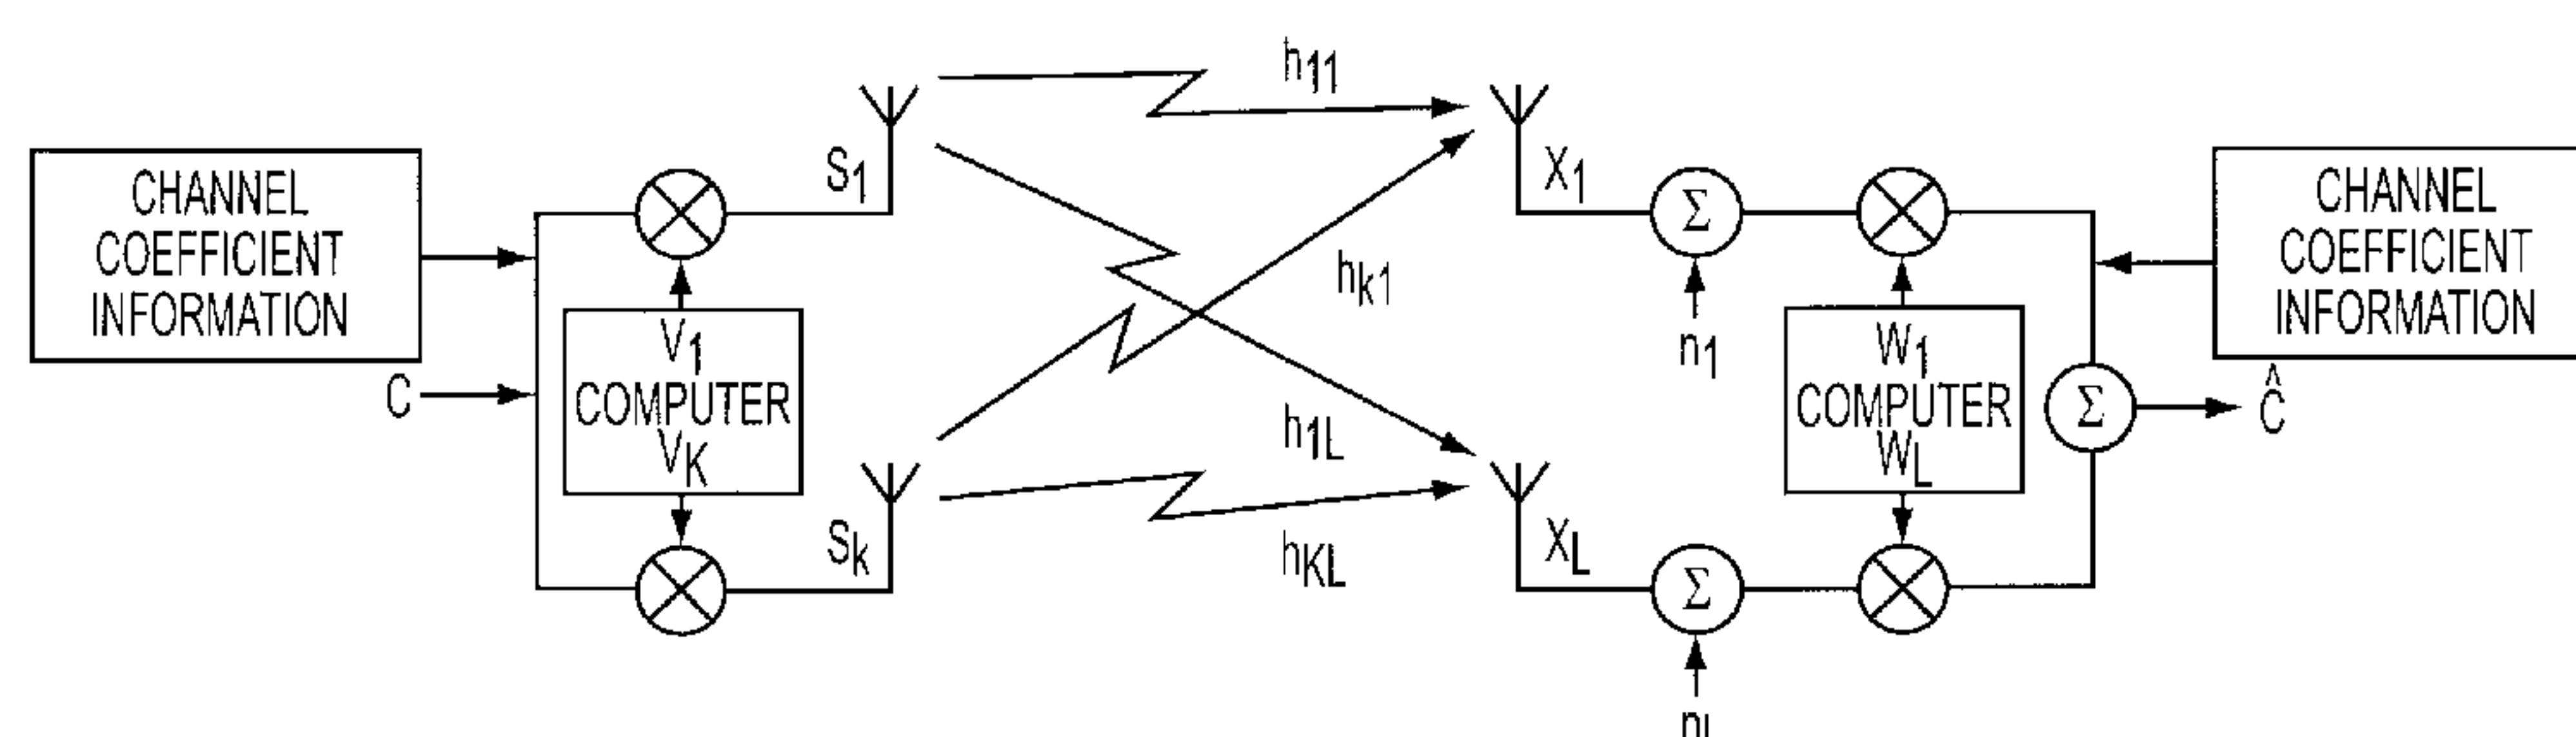 CHANNEL
COEFFICIENT
INFORMATION
C
V1
COMPUTER
VK
S1
Sk
h11
hk1
h1L
hKL
X1
XL
Σ
n1
Σ
W1
COMPUTER
WL
Σ
Ĉ
CHANNEL
COEFFICIENT
INFORMATION